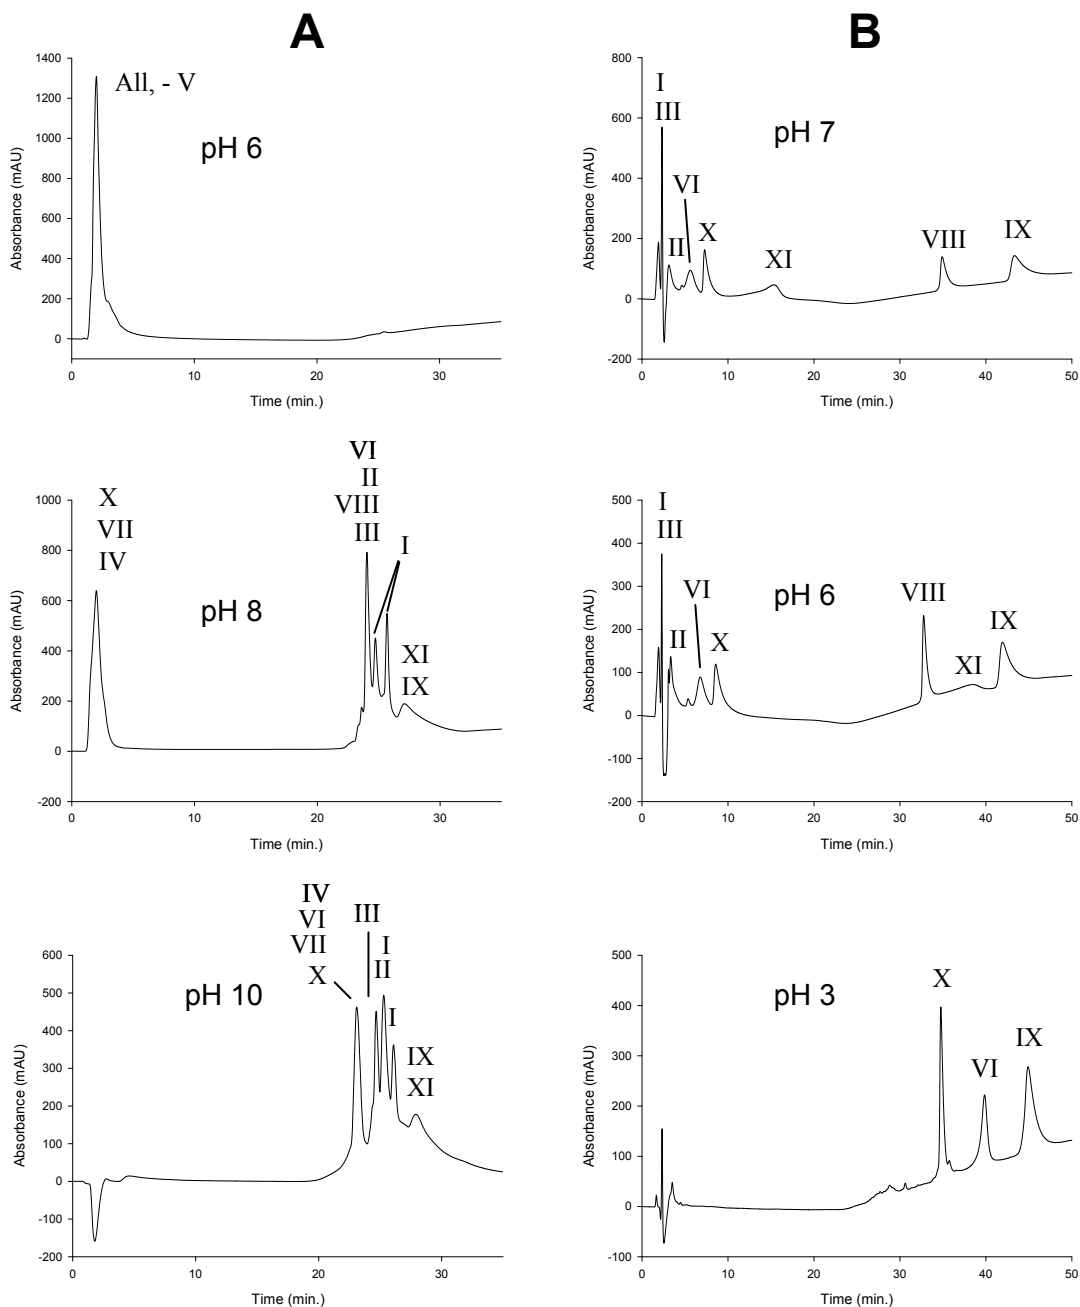 A
B
1400
1200
1000
800
600
400
200
0
Absorbance (mAU)
All, - V
pH 6
0
10
20
30
Time (min.)
800
600
400
200
0
-200
Absorbance (mAU)
I
III
VI
II
X
XI
VIII
IX
pH 7
0
10
20
30
40
50
Time (min.)
1000
800
600
400
200
0
-200
Absorbance (mAU)
X
VII
IV
VI
II
VIII
III
I
XI
IX
pH 8
0
10
20
30
Time (min.)
500
400
300
200
100
0
-100
-200
Absorbance (mAU)
I
III
VI
II
X
VIII
XI
IX
pH 6
0
10
20
30
40
50
Time (min.)
600
500
400
300
200
100
0
-100
-200
Absorbance (mAU)
IV
VI
VII
X
III
I
II
I
IX
XI
pH 10
0
10
20
30
Time (min.)
500
400
300
200
100
0
-100
Absorbance (mAU)
X
VI
IX
pH 3
0
10
20
30
40
50
Time (min.)